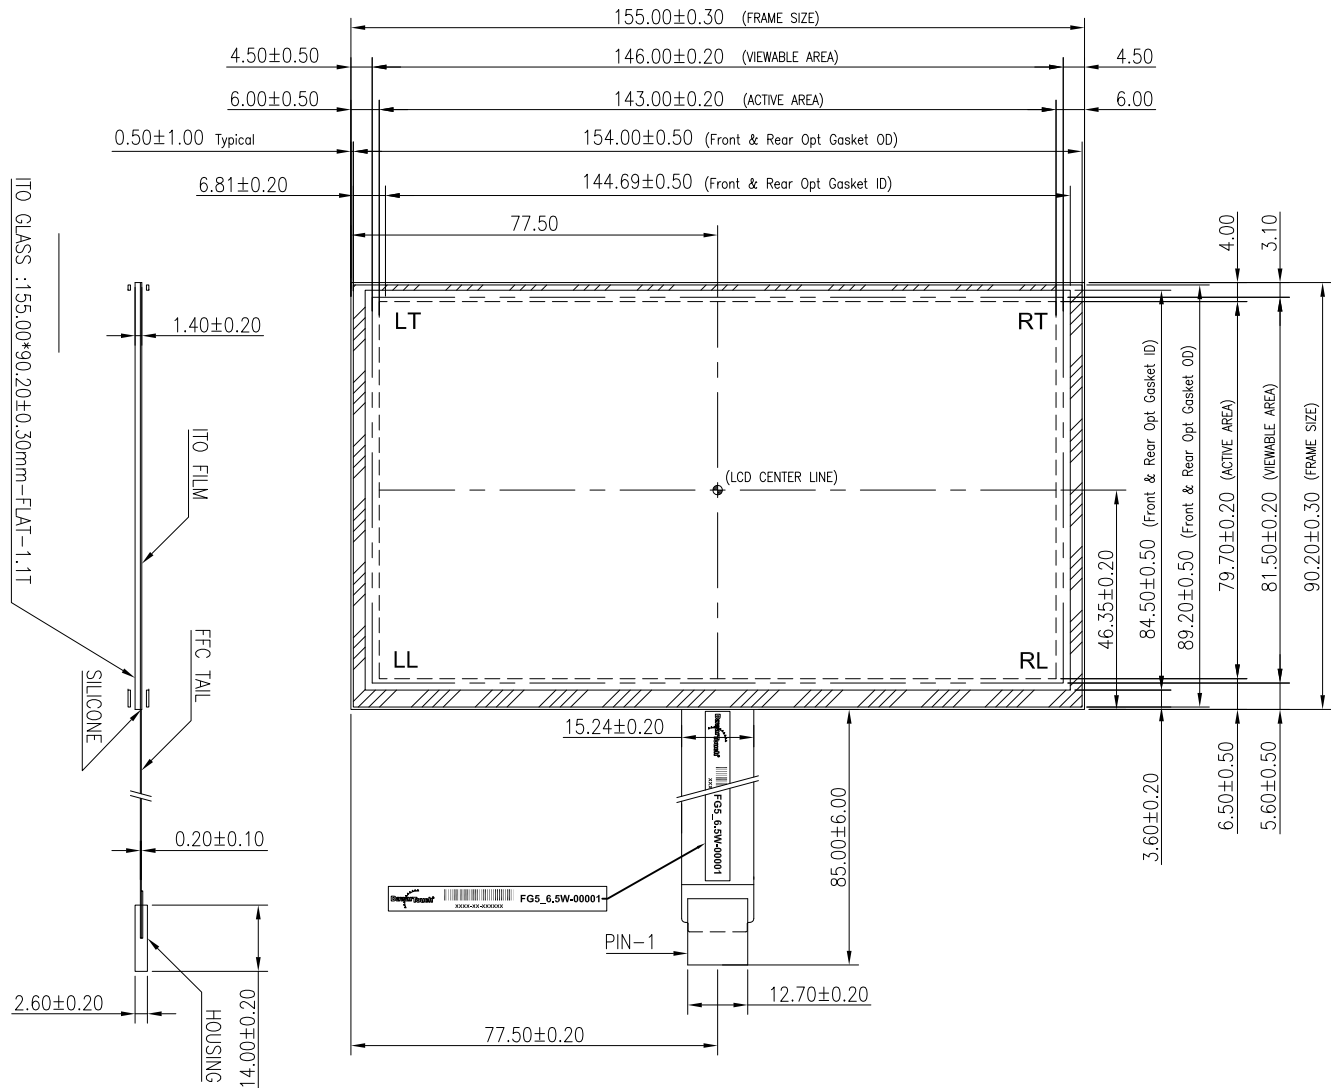 155.00±0.30 (FRAME SIZE)
4.50±0.50
146.00±0.20 (VIEWABLE AREA)
4.50
6.00±0.50
143.00±0.20 (ACTIVE AREA)
6.00
0.50±1.00 Typical
154.00±0.50 (Front & Rear Opt Gasket OD)
6.81±0.20
144.69±0.50 (Front & Rear Opt Gasket ID)
77.50
4.00
3.10
ITO GLASS :155.00*90.20±0.30mm-FLAT-1.1T
1.40±0.20
ITO FILM
FFC TAIL
SILICONE
0.20±0.10
2.60±0.20
HOUSING
14.00±0.20
LT
RT
(LCD CENTER LINE)
LL
RL
46.35±0.20
84.50±0.50 (Front & Rear Opt Gasket ID)
89.20±0.50 (Front & Rear Opt Gasket OD)
79.70±0.20 (ACTIVE AREA)
81.50±0.20 (VIEWABLE AREA)
90.20±0.30 (FRAME SIZE)
3.60±0.20
6.50±0.50
5.60±0.50
15.24±0.20
FG5_6.5W-00001
85.00±6.00
FG5_6.5W-00001
XXXX-XX-XXXXXX
PIN-1
12.70±0.20
77.50±0.20